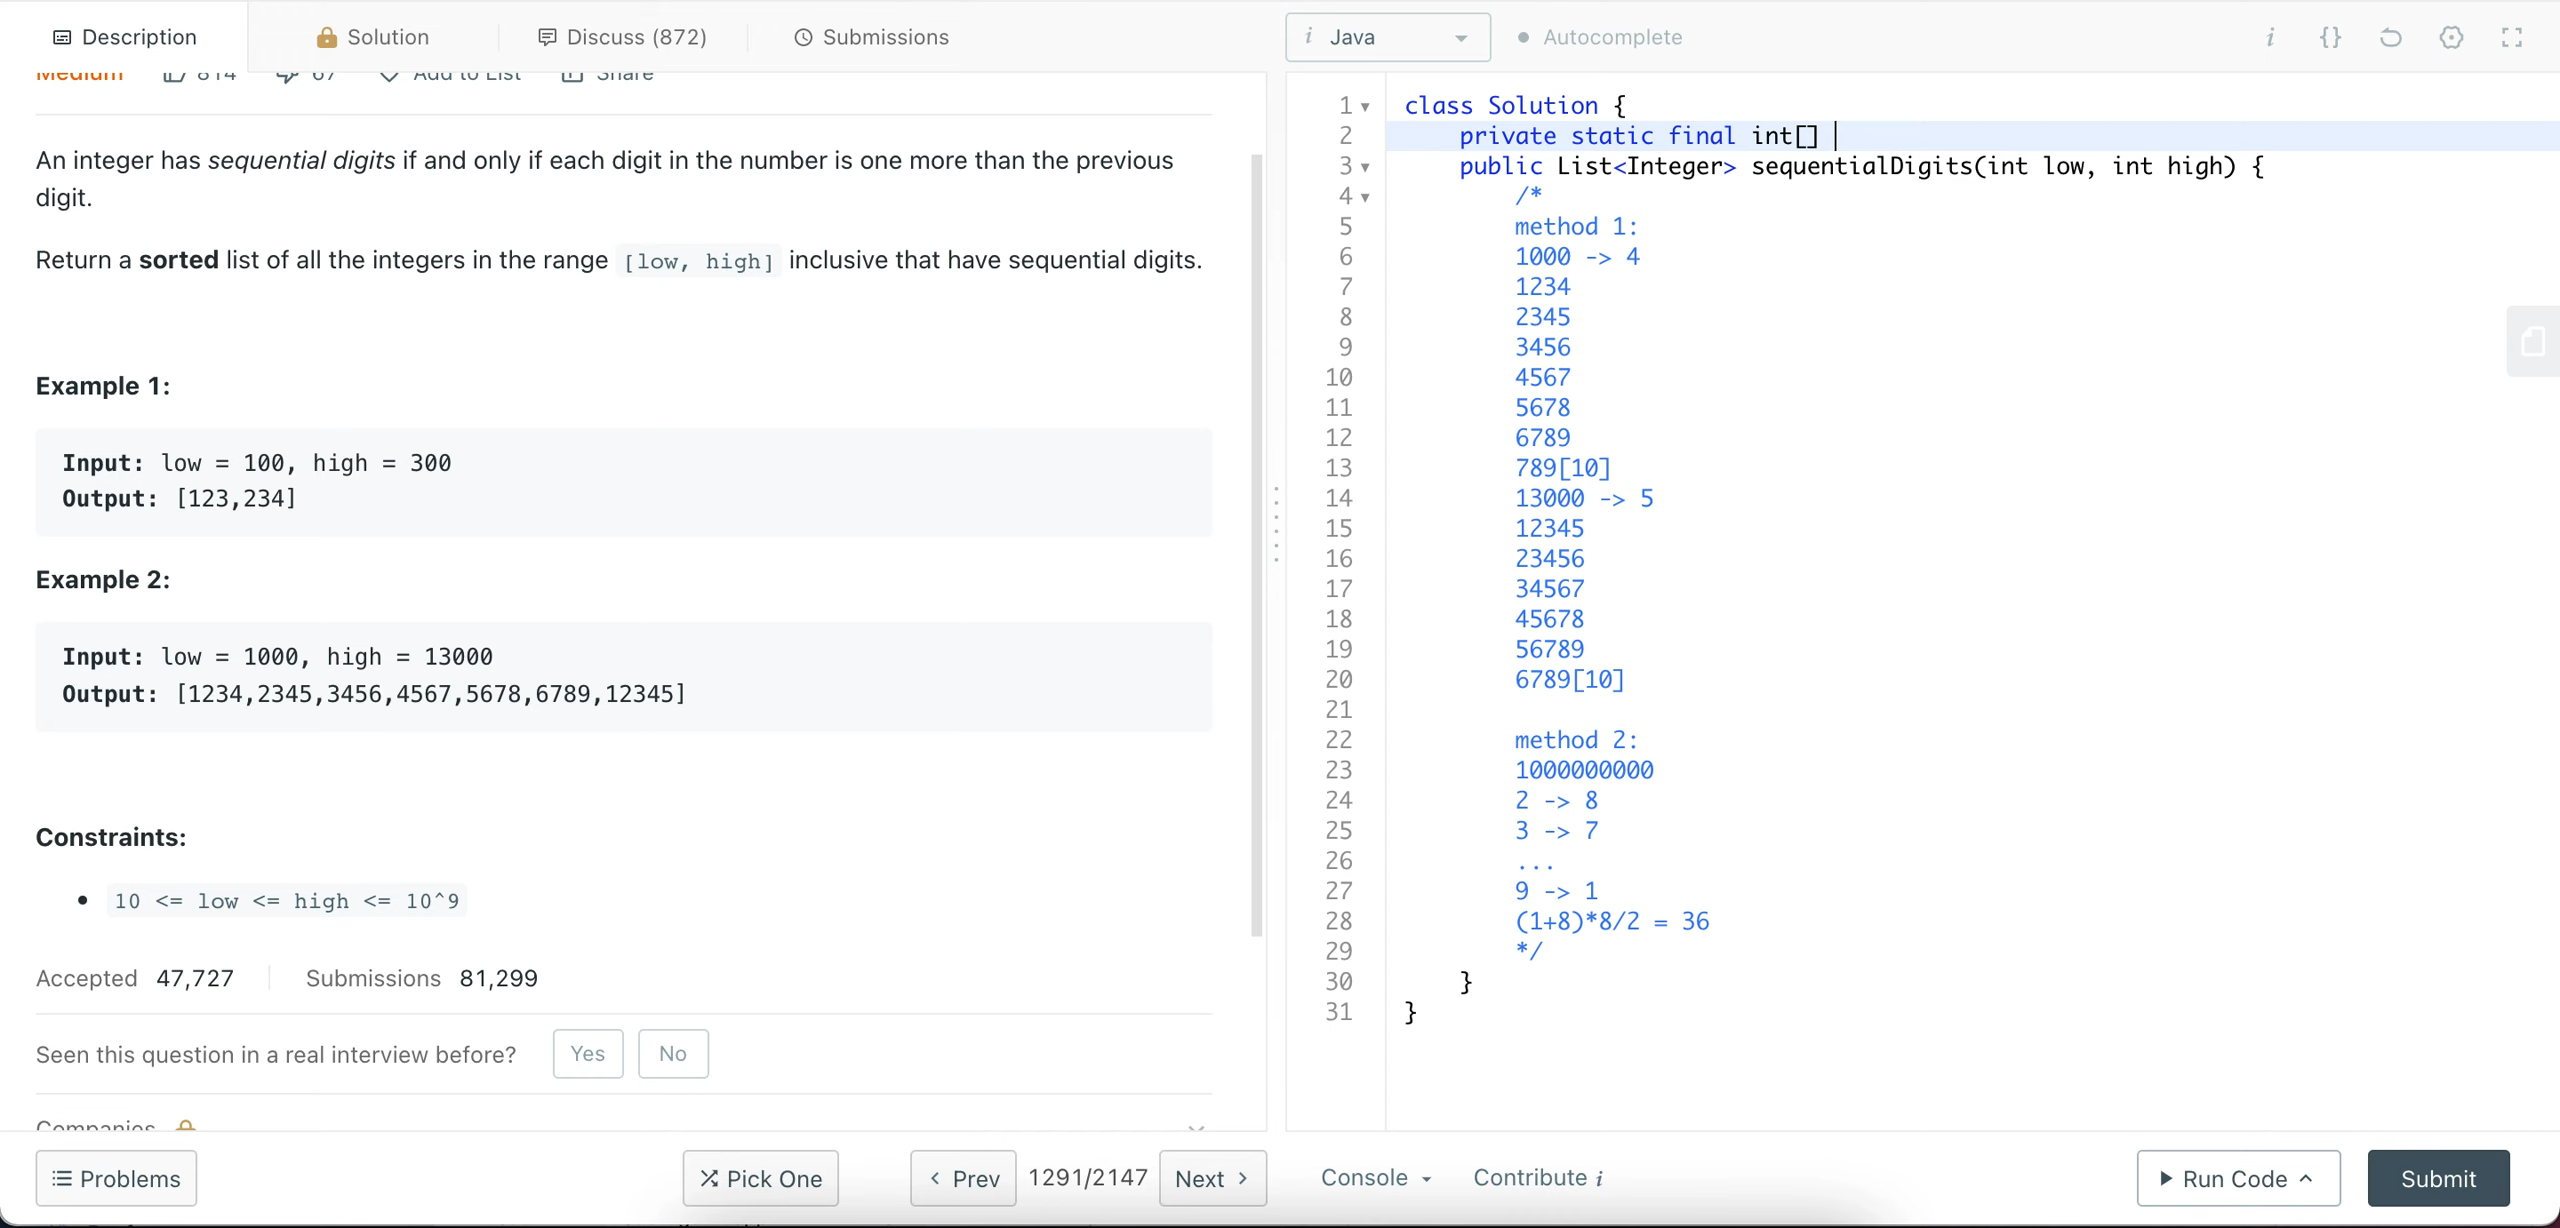 Description
Solution
Discuss (872)
Submissions
Medium 814 67 Add to List Share
An integer has sequential digits if and only if each digit in the number is one more than the previous
digit.
Return a sorted list of all the integers in the range [low, high] inclusive that have sequential digits.
Example 1:
Input: low = 100, high = 300
Output: [123,234]
Example 2:
Input: low = 1000, high = 13000
Output: [1234,2345,3456,4567,5678,6789,12345]
Constraints:
• 10 <= low <= high <= 10^9
Accepted 47,727 Submissions 81,299
Seen this question in a real interview before? Yes No
Companies
Problems
Pick One
‹ Prev 1291/2147 Next ›
i Java
Autocomplete
i {}
1 class Solution {
2     private static final int[]
3     public List<Integer> sequentialDigits(int low, int high) {
4         /*
5         method 1:
6         1000 -> 4
7         1234
8         2345
9         3456
10         4567
11         5678
12         6789
13         789[10]
14         13000 -> 5
15         12345
16         23456
17         34567
18         45678
19         56789
20         6789[10]
21
22         method 2:
23         1000000000
24         2 -> 8
25         3 -> 7
26         ...
27         9 -> 1
28         (1+8)*8/2 = 36
29         */
30     }
31 }
Console
Contribute i
Run Code
Submit